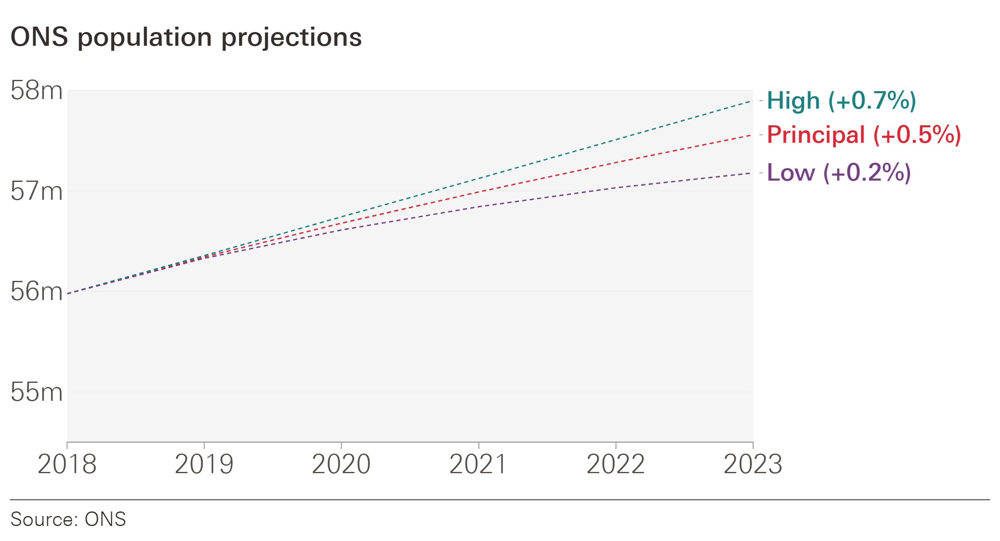 ONS population projections
58m
57m
56m
55m
High (+0.7%)
Principal (+0.5%)
Low (+0.2%)
2018 2019 2020 2021 2022 2023
Source: ONS